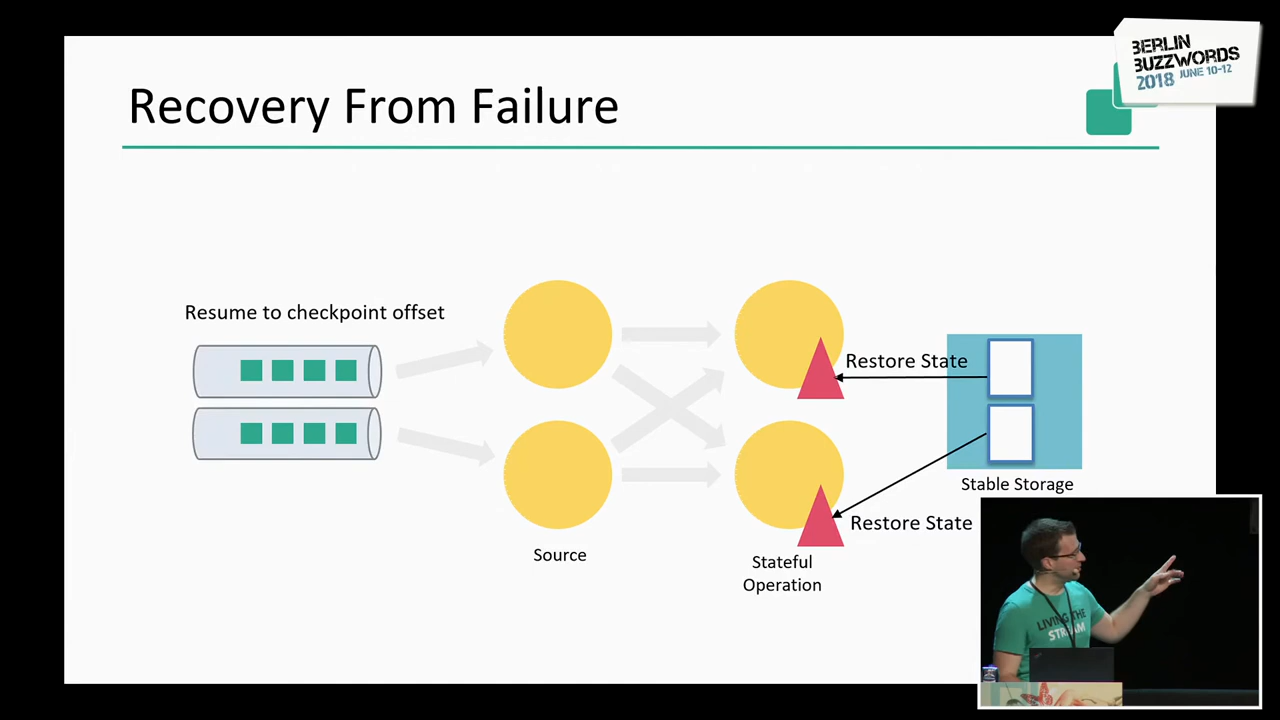 BERLIN
BUZZWORDS
2018 JUNE 10-12
Recovery From Failure
Resume to checkpoint offset
Restore State
Stable Storage
Restore State
Source
Stateful
Operation
LIVING THE
STREAM